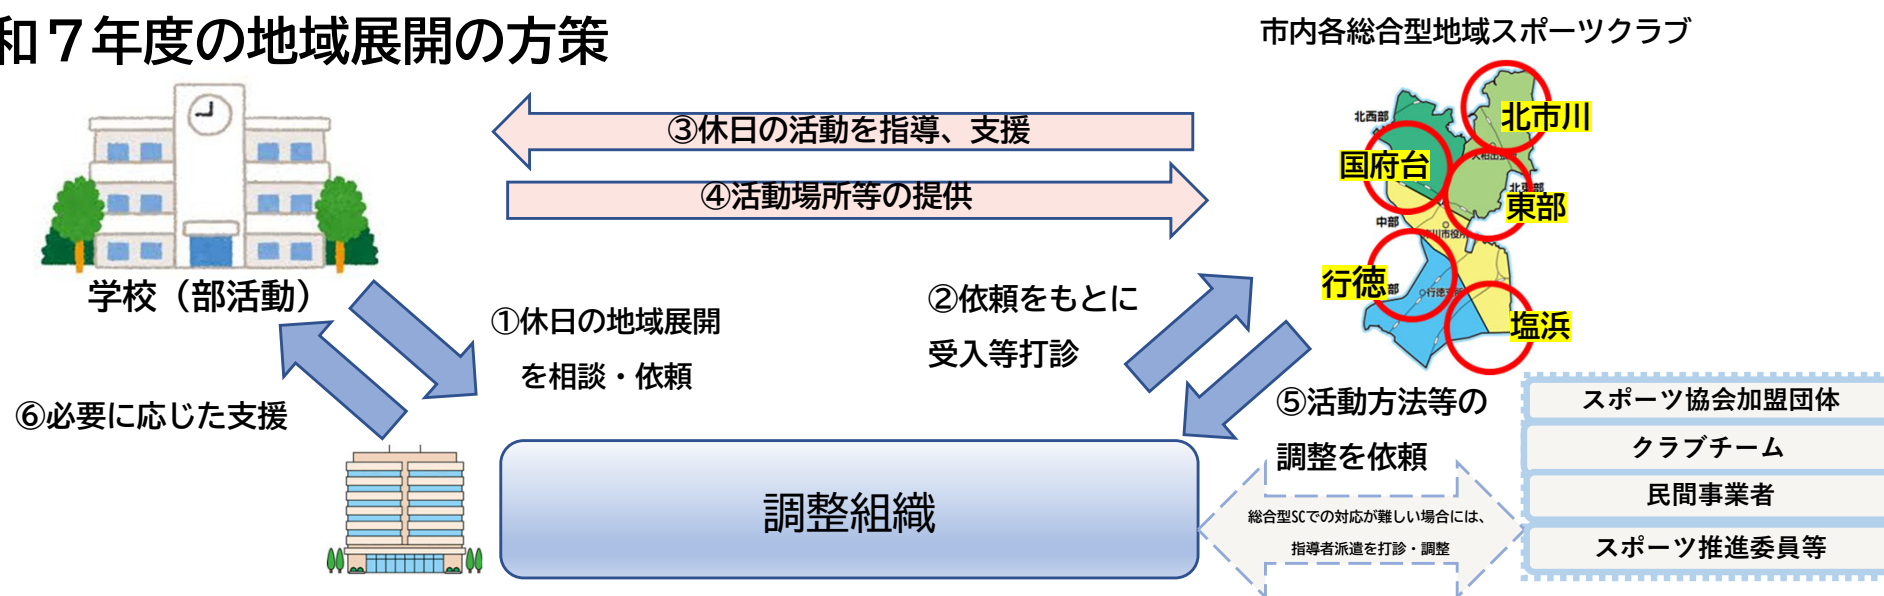 和７年度の地域展開の方策
市内各総合型地域スポーツクラブ
③休日の活動を指導、支援
④活動場所等の提供
北西部
北市川
国府台
東部
中部
行徳
塩浜
学校（部活動）
①休日の地域展開
を相談・依頼
②依頼をもとに
受入等打診
⑤活動方法等の
調整を依頼
⑥必要に応じた支援
調整組織
総合型SCでの対応が難しい場合には、
指導者派遣を打診・調整
スポーツ協会加盟団体
クラブチーム
民間事業者
スポーツ推進委員等